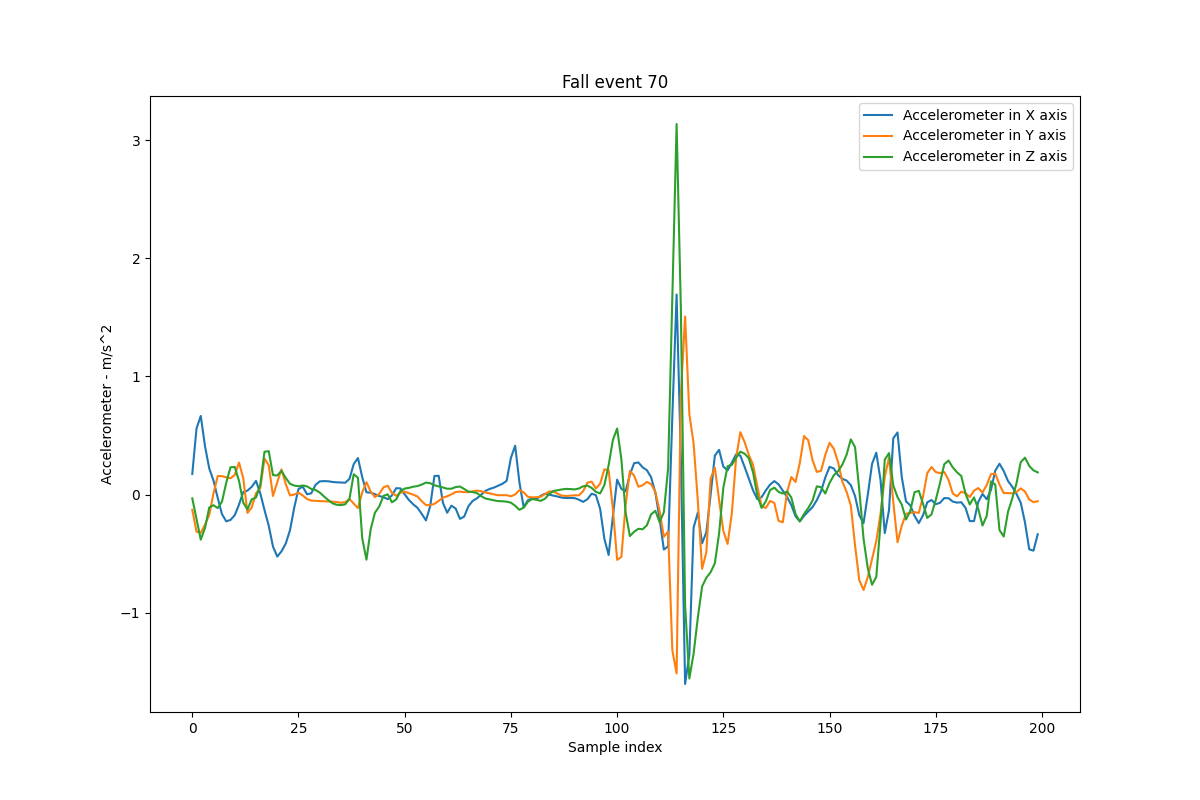 Fall event 70
Accelerometer in X axis
Accelerometer in Y axis
Accelerometer in Z axis
Accelerometer - m/s^2
3
2
1
0
−1
0 25 50 75 100 125 150 175 200
Sample index